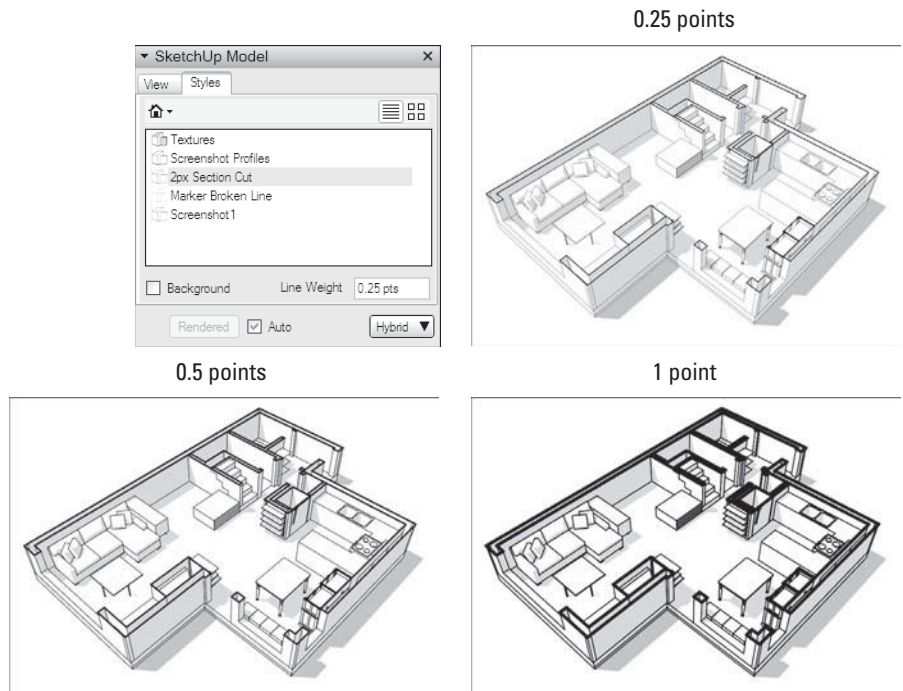 0.25 points
SketchUp Model
View Styles
Textures
Screenshot Profiles
2px Section Cut
Marker Broken Line
Screenshot1
Background Line Weight 0.25 pts
Rendered Auto Hybrid
0.5 points
1 point